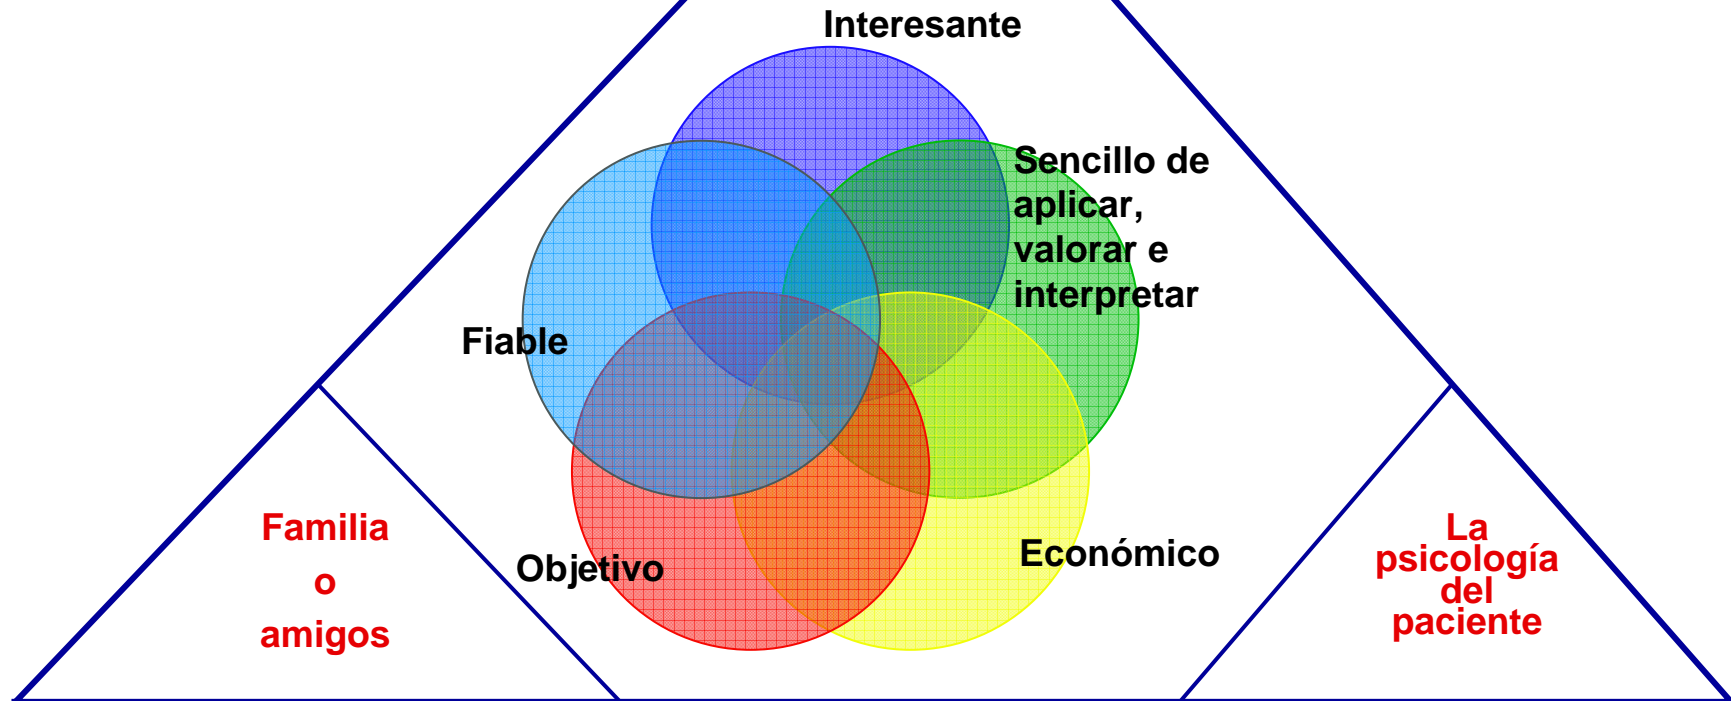 Interesante
Sencillo de
aplicar,
valorar e
interpretar
Fiable
Familia
o
amigos
Objetivo
Económico
La
psicología
del
paciente